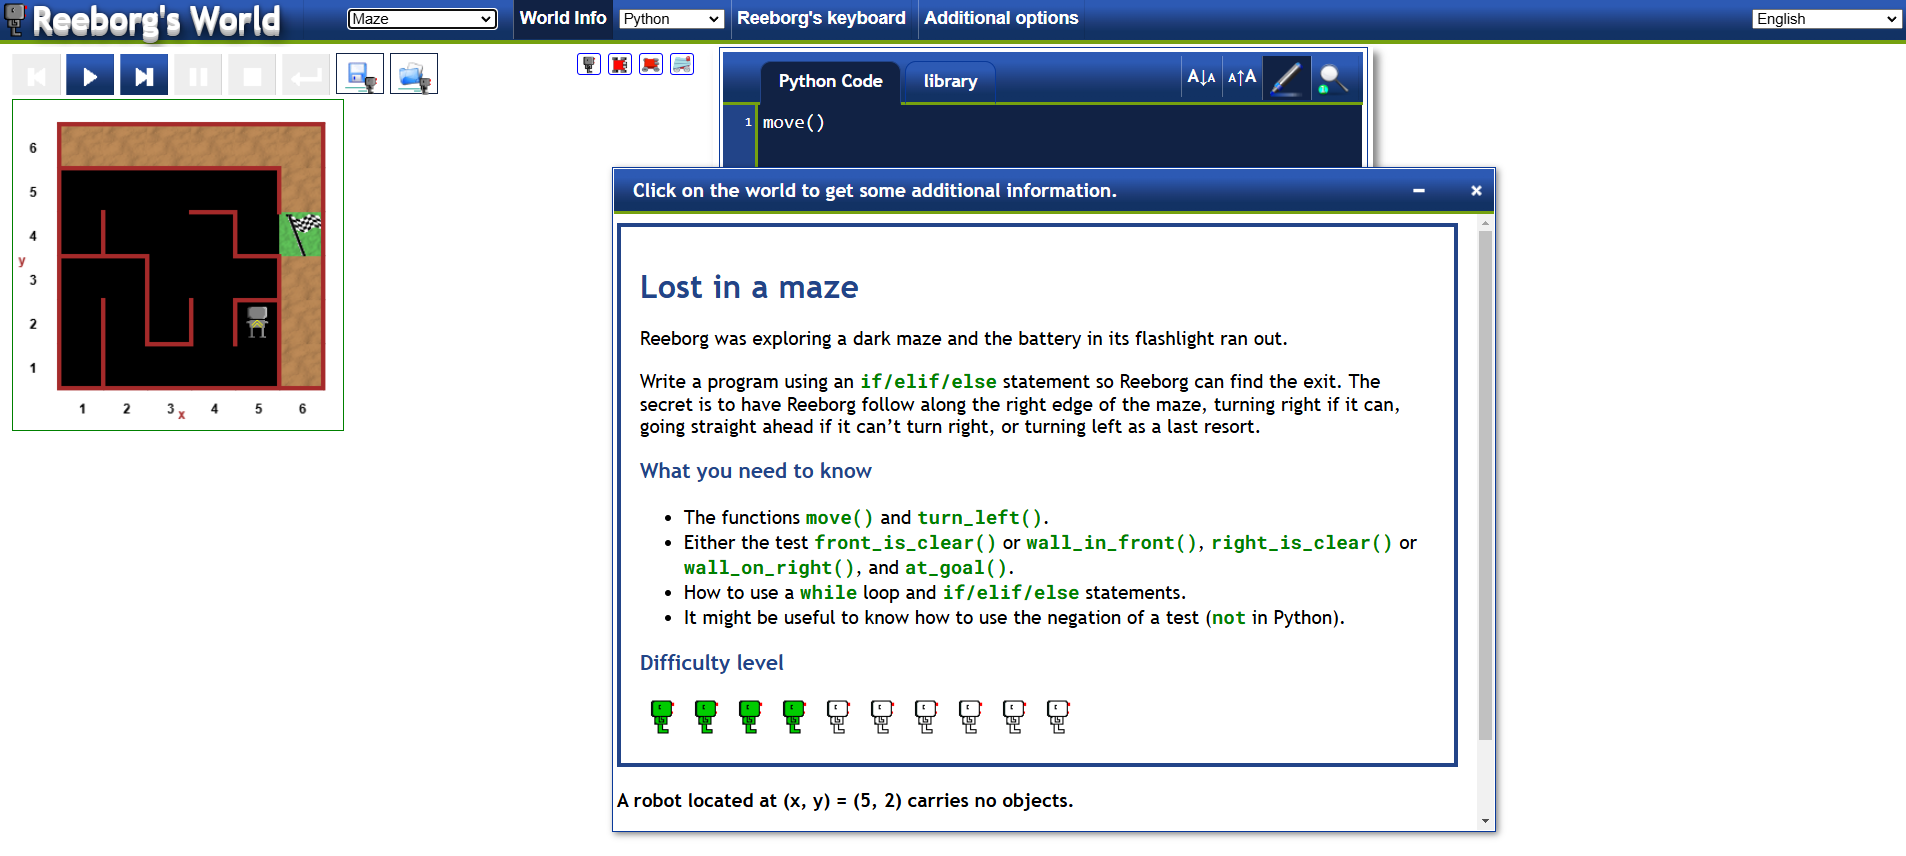 Reeborg's World
Maze
World Info
Python
Reeborg's keyboard
Additional options
English
Python Code
library
A↓A
A↑A
1
move()
6
5
4
y
3
2
1
1 2 3 x 4 5 6
Click on the world to get some additional information.
Lost in a maze
Reeborg was exploring a dark maze and the battery in its flashlight ran out.
Write a program using an if/elif/else statement so Reeborg can find the exit. The
secret is to have Reeborg follow along the right edge of the maze, turning right if it can,
going straight ahead if it can’t turn right, or turning left as a last resort.
What you need to know
• The functions move() and turn_left().
• Either the test front_is_clear() or wall_in_front(), right_is_clear() or
wall_on_right(), and at_goal().
• How to use a while loop and if/elif/else statements.
• It might be useful to know how to use the negation of a test (not in Python).
Difficulty level
A robot located at (x, y) = (5, 2) carries no objects.